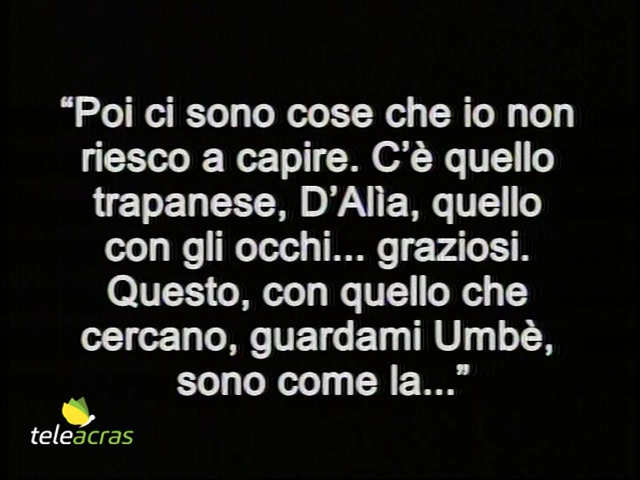 “Poi ci sono cose che io non
riesco a capire. C’è quello
trapanese, D’Alìa, quello
con gli occhi... graziosi.
Questo, con quello che
cercano, guardami Umbè,
sono come la...”
teleacras